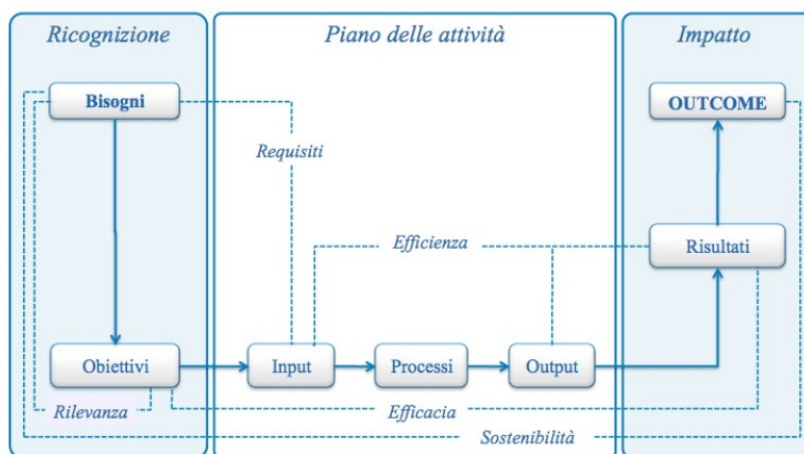 Ricognizione
Piano delle attività
Impatto
Bisogni
OUTCOME
Requisiti
Efficienza
Risultati
Obiettivi
Input
Processi
Output
Rilevanza
Efficacia
Sostenibilità